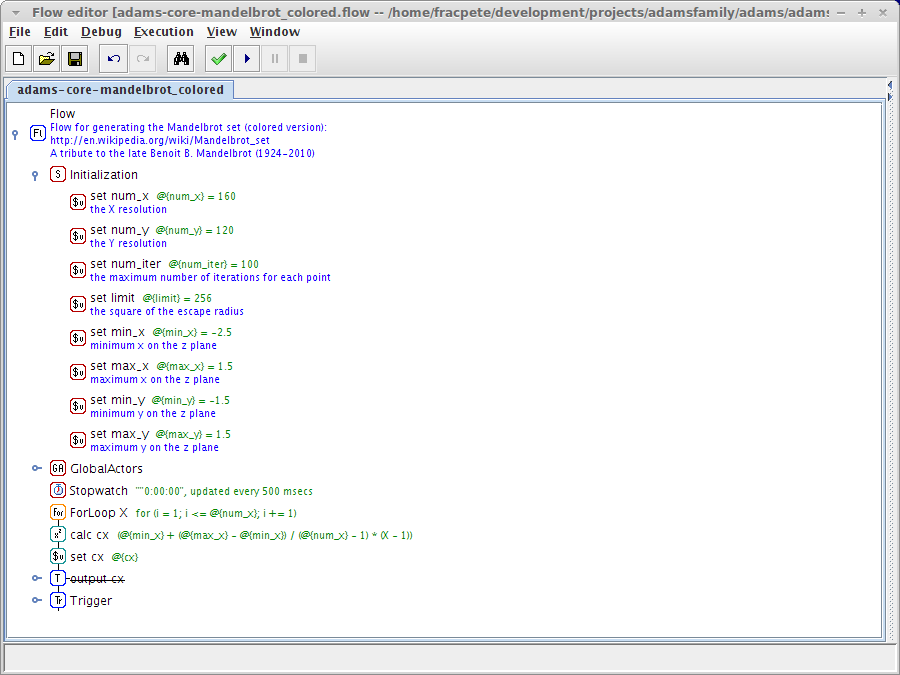 Flow editor [adams-core-mandelbrot_colored.flow -- /home/fracpete/development/projects/adamsfamily/adams/adams
File Edit Debug Execution View Window
adams-core-mandelbrot_colored
Flow
Fl Flow for generating the Mandelbrot set (colored version):
http://en.wikipedia.org/wiki/Mandelbrot_set
A tribute to the late Benoit B. Mandelbrot (1924-2010)
S Initialization
$v set num_x @{num_x} = 160
the X resolution
$v set num_y @{num_y} = 120
the Y resolution
$v set num_iter @{num_iter} = 100
the maximum number of iterations for each point
$v set limit @{limit} = 256
the square of the escape radius
$v set min_x @{min_x} = -2.5
minimum x on the z plane
$v set max_x @{max_x} = 1.5
maximum x on the z plane
$v set min_y @{min_y} = -1.5
minimum y on the z plane
$v set max_y @{max_y} = 1.5
maximum y on the z plane
GA GlobalActors
Stopwatch ""0:00:00", updated every 500 msecs
For ForLoop X for (i = 1; i <= @{num_x}; i += 1)
x² calc cx (@{min_x} + (@{max_x} - @{min_x}) / (@{num_x} - 1) * (X - 1))
$v set cx @{cx}
T output cx
Tr Trigger